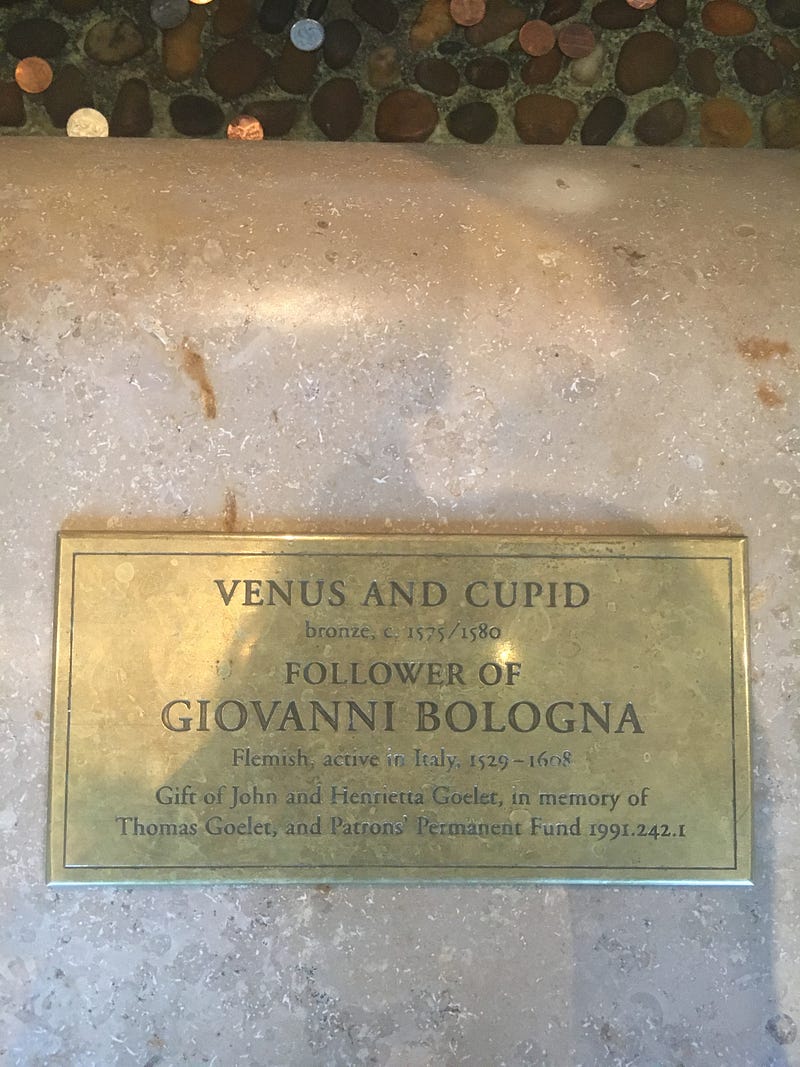 VENUS AND CUPID
bronze, c. 1575/1580
FOLLOWER OF
GIOVANNI BOLOGNA
Flemish, active in Italy, 1529–1608
Gift of John and Henrietta Goelet, in memory of
Thomas Goelet, and Patrons' Permanent Fund 1991.242.1